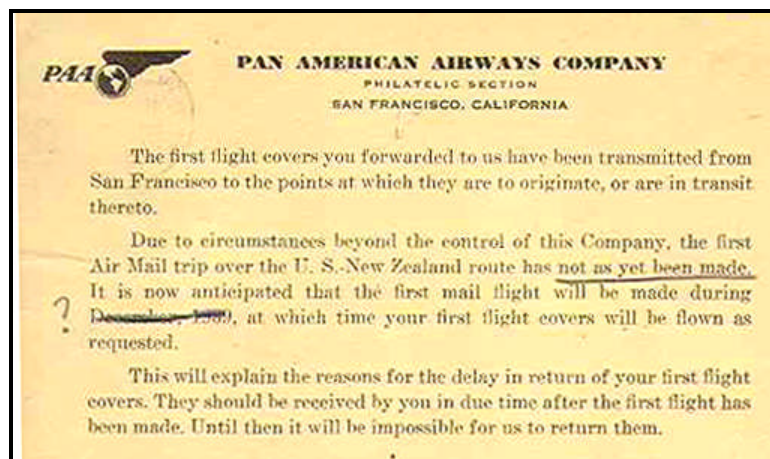 PAA
PAN AMERICAN AIRWAYS COMPANY
PHILATELIC SECTION
SAN FRANCISCO, CALIFORNIA
The first flight covers you forwarded to us have been transmitted from
San Francisco to the points at which they are to originate, or are in transit
thereto.
Due to circumstances beyond the control of this Company, the first
Air Mail trip over the U. S.-New Zealand route has not as yet been made.
It is now anticipated that the first mail flight will be made during
? December, 1939, at which time your first flight covers will be flown as
requested.
This will explain the reasons for the delay in return of your first flight
covers. They should be received by you in due time after the first flight has
been made. Until then it will be impossible for us to return them.